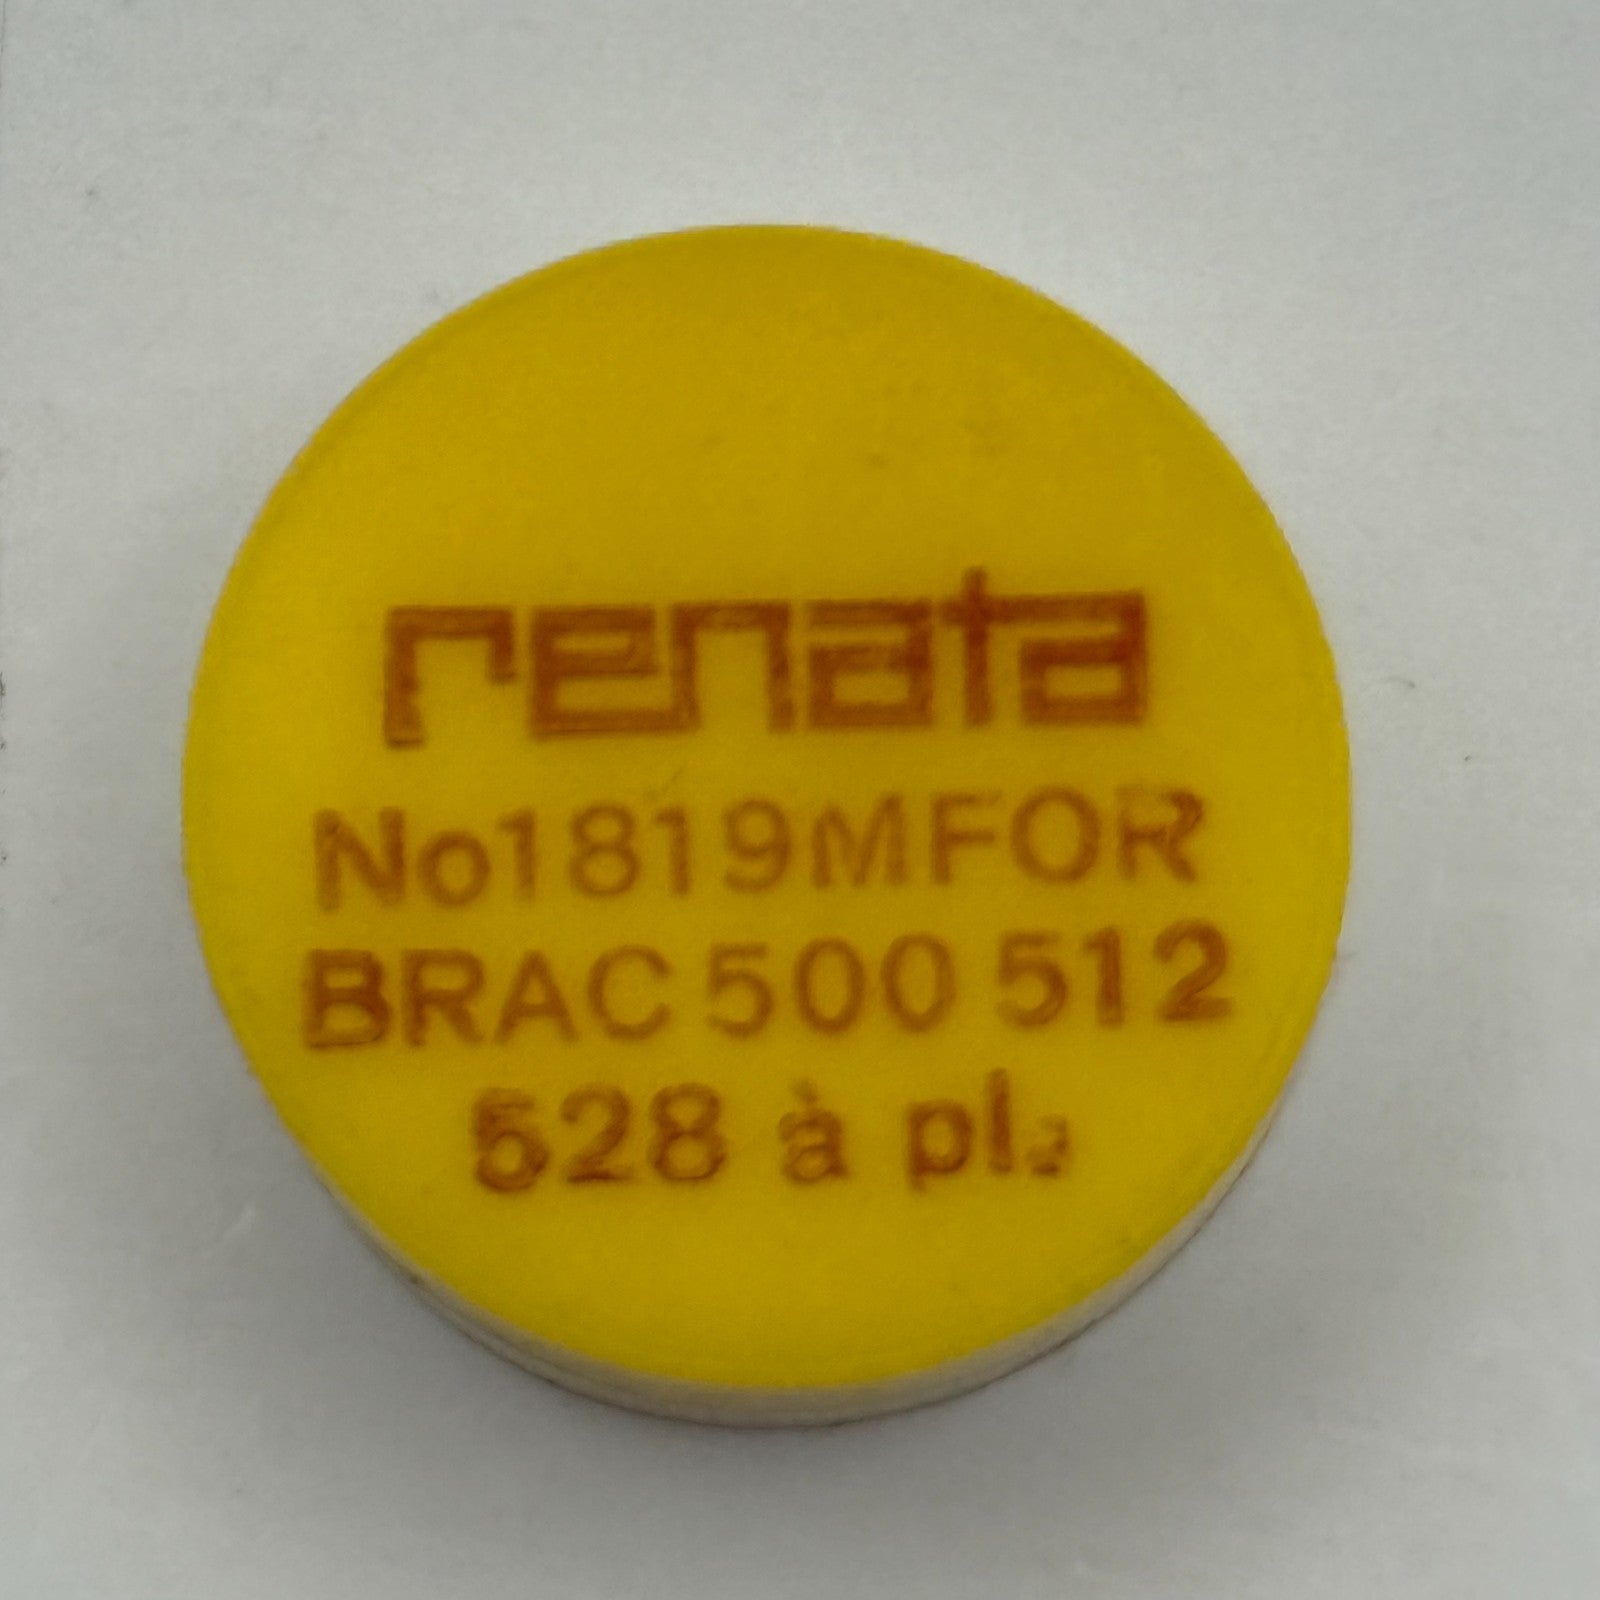 renata
No1819MFOR
BRAC 500 512
528 à pl.